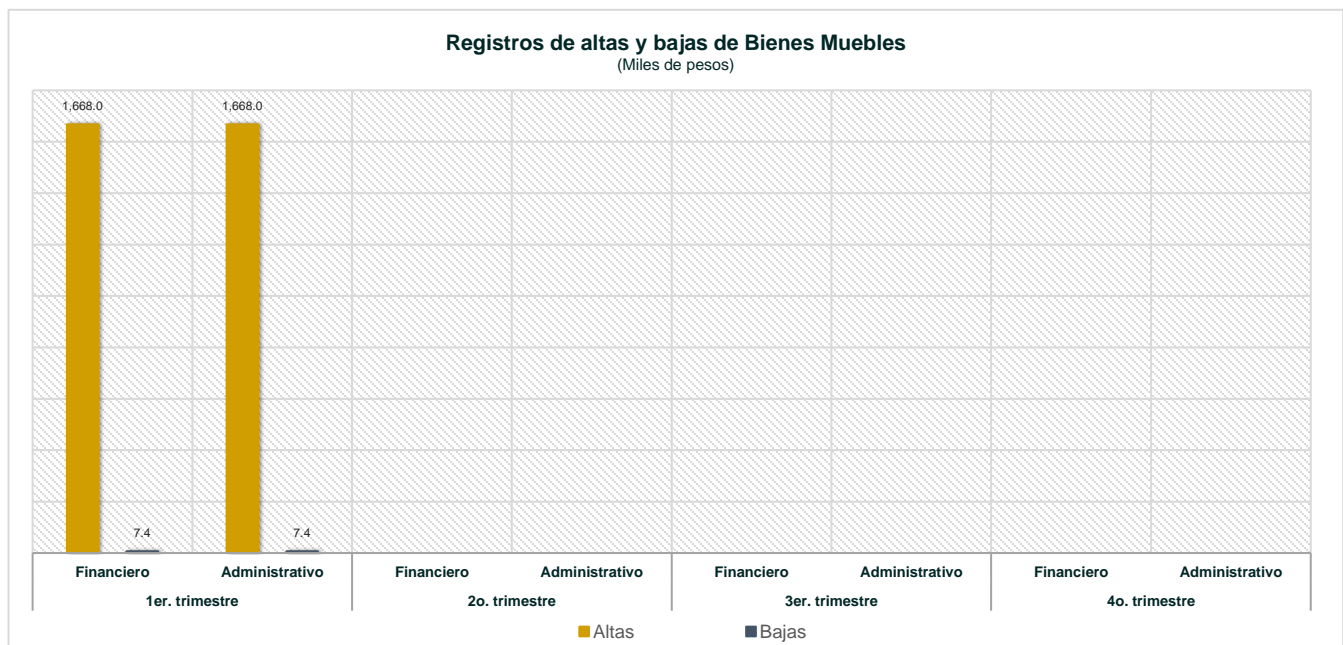 Registros de altas y bajas de Bienes Muebles
(Miles de pesos)
1,668.0 1,668.0
7.4 7.4
Financiero Administrativo Financiero Administrativo Financiero Administrativo Financiero Administrativo
1er. trimestre 2o. trimestre 3er. trimestre 4o. trimestre
Altas Bajas